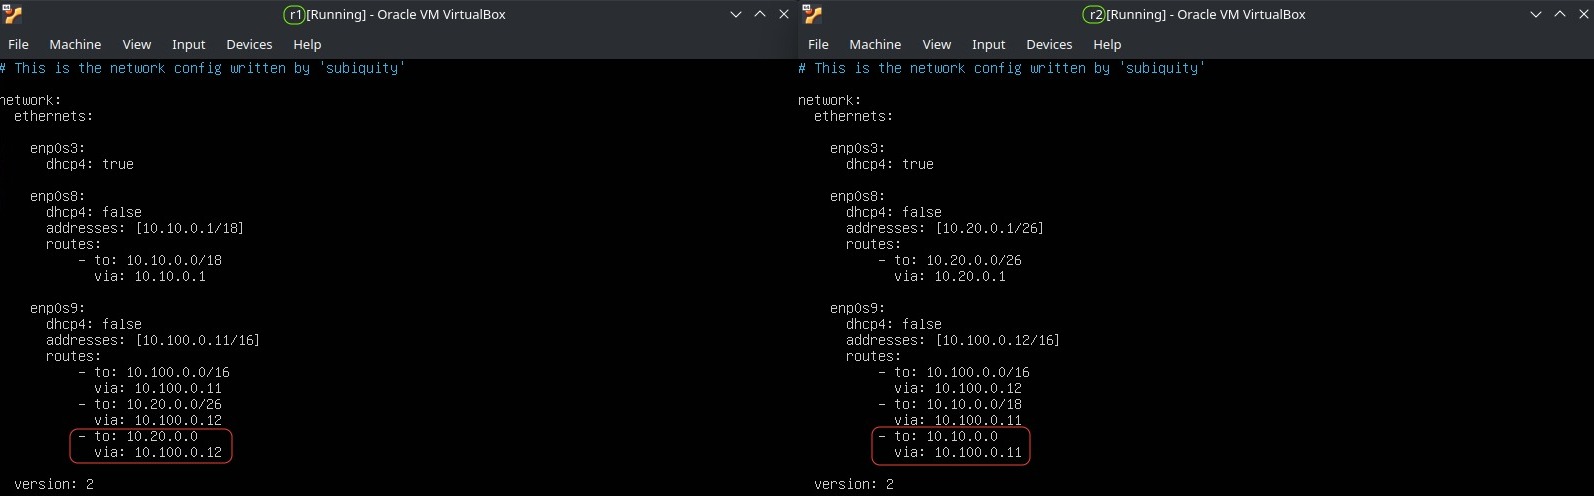 r1 [Running] - Oracle VM VirtualBox
File Machine View Input Devices Help
# This is the network config written by 'subiquity'
network:
  ethernets:
    enp0s3:
      dhcp4: true
    enp0s8:
      dhcp4: false
      addresses: [10.10.0.1/18]
      routes:
          - to: 10.10.0.0/18
            via: 10.10.0.1
    enp0s9:
      dhcp4: false
      addresses: [10.100.0.11/16]
      routes:
          - to: 10.100.0.0/16
            via: 10.100.0.11
          - to: 10.20.0.0/26
            via: 10.100.0.12
          - to: 10.20.0.0
            via: 10.100.0.12
  version: 2
r2 [Running] - Oracle VM VirtualBox
File Machine View Input Devices Help
# This is the network config written by 'subiquity'
network:
  ethernets:
    enp0s3:
      dhcp4: true
    enp0s8:
      dhcp4: false
      addresses: [10.20.0.1/26]
      routes:
          - to: 10.20.0.0/26
            via: 10.20.0.1
    enp0s9:
      dhcp4: false
      addresses: [10.100.0.12/16]
      routes:
          - to: 10.100.0.0/16
            via: 10.100.0.12
          - to: 10.10.0.0/18
            via: 10.100.0.11
          - to: 10.10.0.0
            via: 10.100.0.11
  version: 2